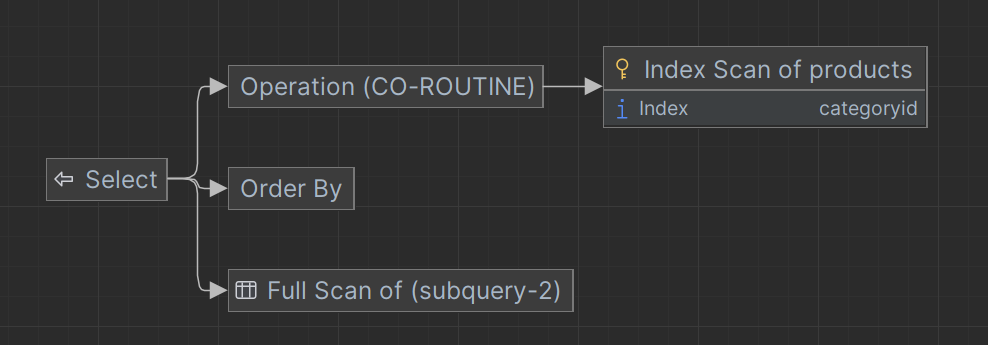 Operation (CO-ROUTINE)
Index Scan of products
Index categoryid
Select
Order By
Full Scan of (subquery-2)